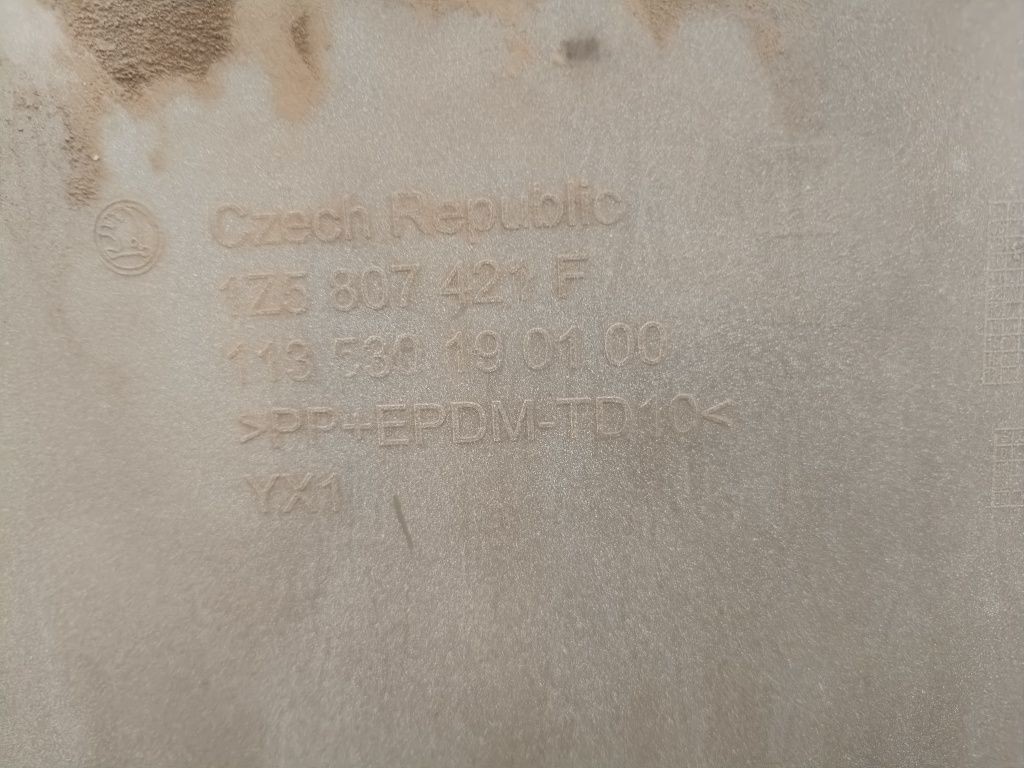 Czech Republic
1Z5 807 421 F
113 530 19 01 00
>PP+EPDM-TD10<
YX1